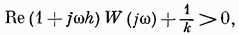 Re (1 + jωh) W (jω) + 1/k > 0,